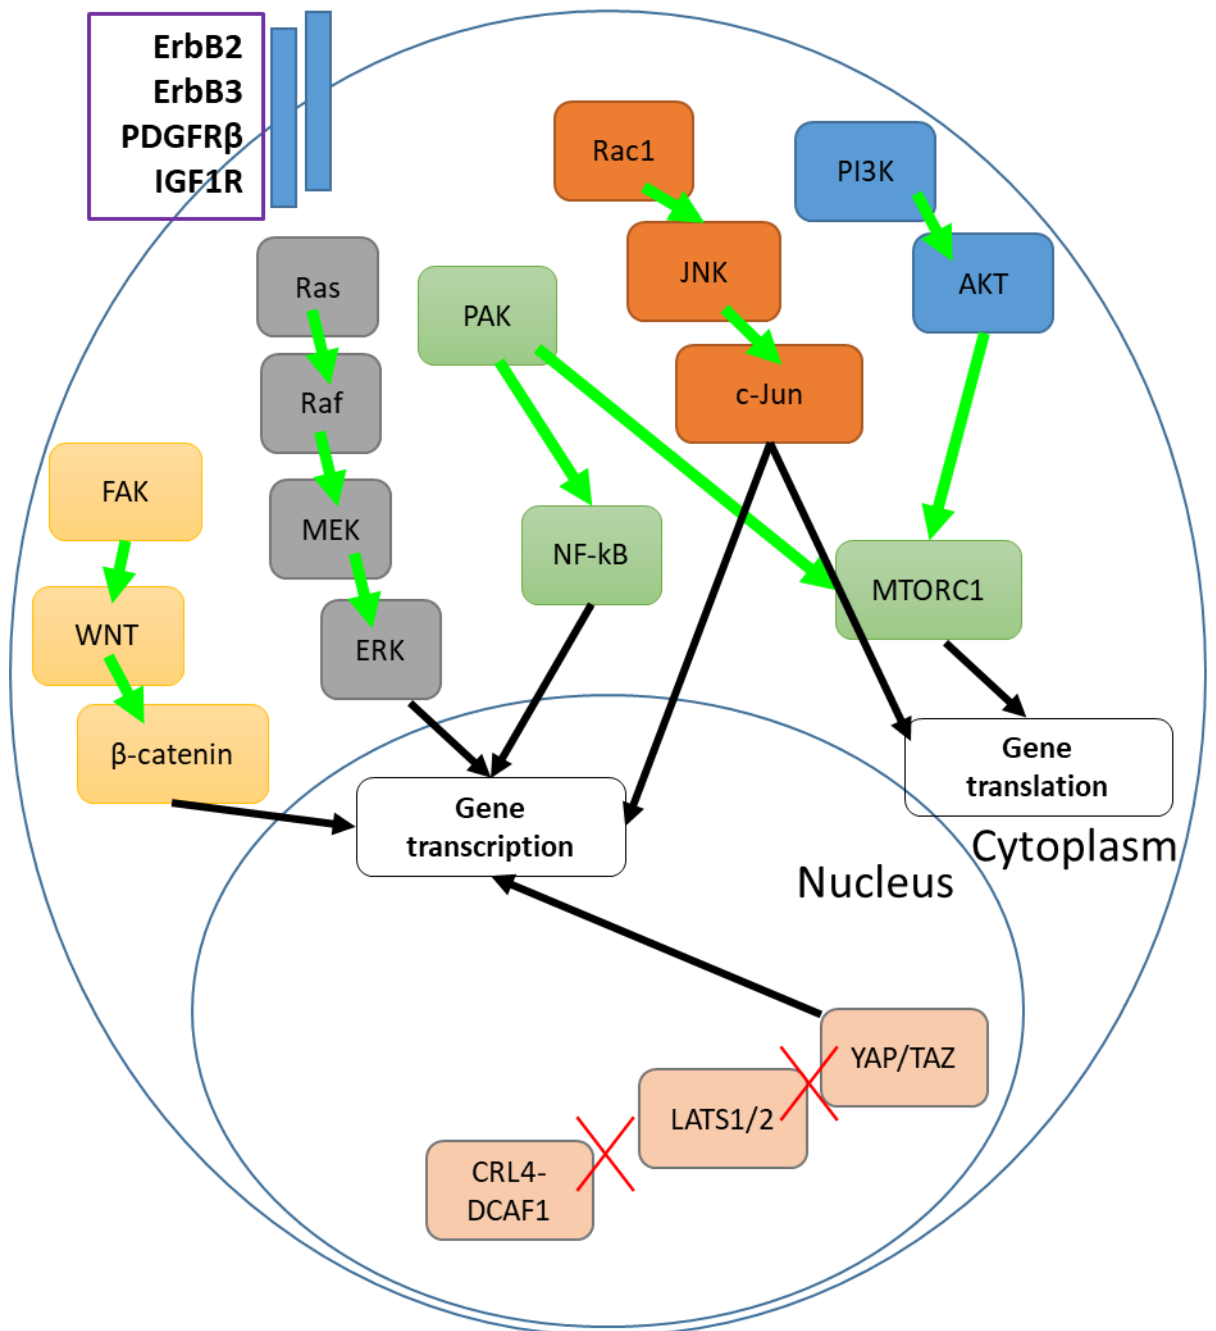 ErbB2
ErbB3
PDGFRβ
IGF1R
Rac1
PI3K
JNK
AKT
Ras
PAK
Raf
c-Jun
FAK
MEK
NF-kB
MTORC1
WNT
ERK
β-catenin
Gene
translation
Gene
transcription
Cytoplasm
Nucleus
YAP/TAZ
LATS1/2
CRL4-
DCAF1